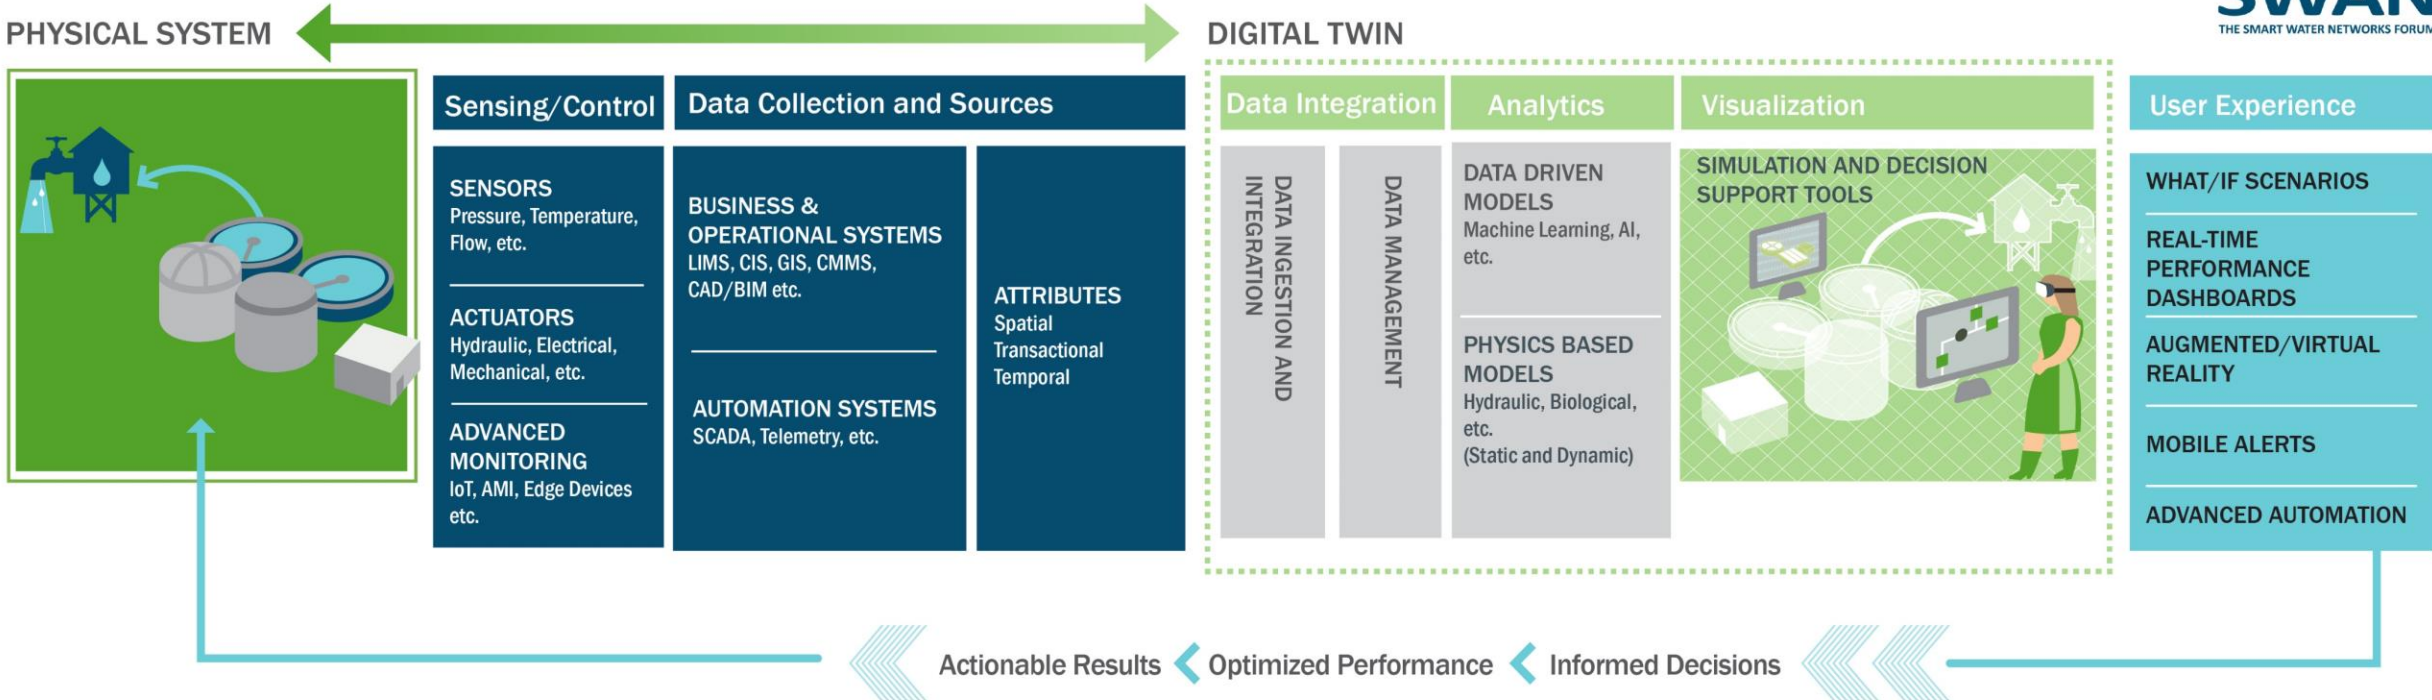 SWAN
THE SMART WATER NETWORKS FORUM
PHYSICAL SYSTEM
DIGITAL TWIN
Sensing/Control
SENSORS
Pressure, Temperature,
Flow, etc.
ACTUATORS
Hydraulic, Electrical,
Mechanical, etc.
ADVANCED
MONITORING
IoT, AMI, Edge Devices
etc.
Data Collection and Sources
BUSINESS &
OPERATIONAL SYSTEMS
LIMS, CIS, GIS, CMMS,
CAD/BIM etc.
AUTOMATION SYSTEMS
SCADA, Telemetry, etc.
ATTRIBUTES
Spatial
Transactional
Temporal
Data Integration
DATA INGESTION AND
INTEGRATION
DATA MANAGEMENT
Analytics
DATA DRIVEN
MODELS
Machine Learning, AI,
etc.
PHYSICS BASED
MODELS
Hydraulic, Biological,
etc.
(Static and Dynamic)
Visualization
SIMULATION AND DECISION
SUPPORT TOOLS
User Experience
WHAT/IF SCENARIOS
REAL-TIME
PERFORMANCE
DASHBOARDS
AUGMENTED/VIRTUAL
REALITY
MOBILE ALERTS
ADVANCED AUTOMATION
Actionable Results
Optimized Performance
Informed Decisions